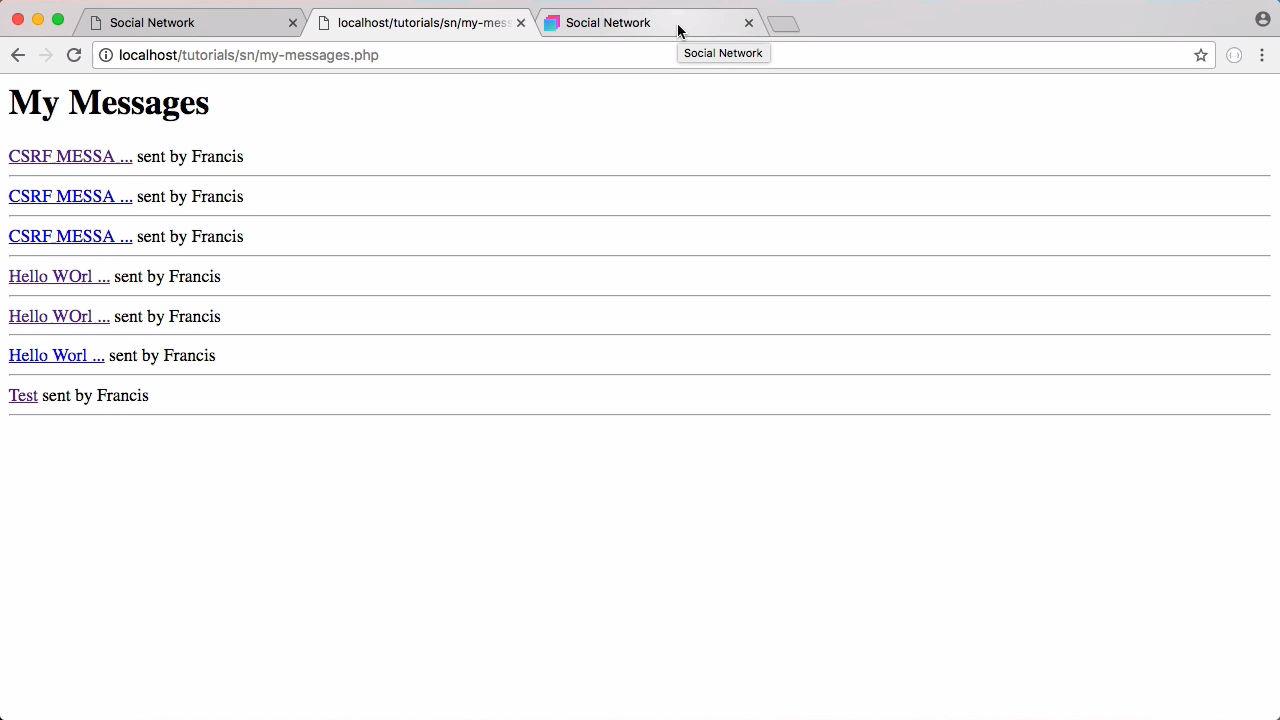 Social Network
localhost/tutorials/sn/my-mess
Social Network
localhost/tutorials/sn/my-messages.php
Social Network
My Messages
CSRF MESSA ... sent by Francis
CSRF MESSA ... sent by Francis
CSRF MESSA ... sent by Francis
Hello WOrl ... sent by Francis
Hello WOrl ... sent by Francis
Hello Worl ... sent by Francis
Test sent by Francis